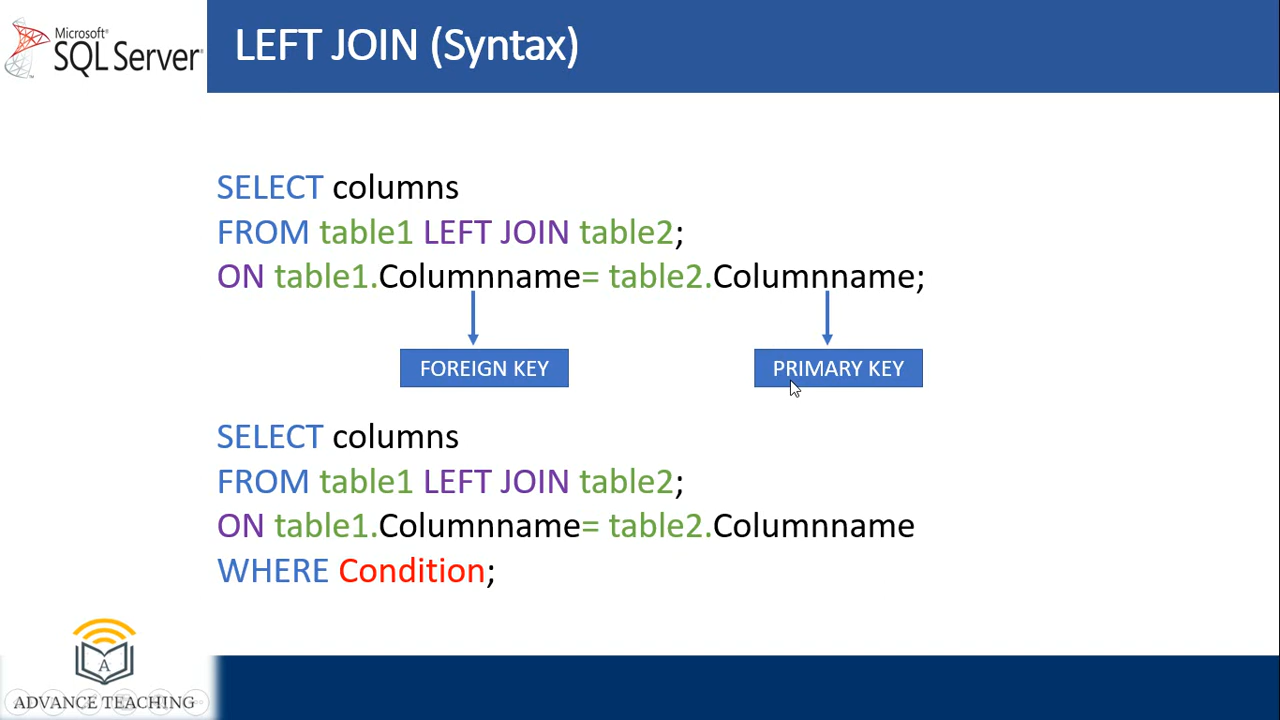 Microsoft®
SQL Server®
LEFT JOIN (Syntax)
SELECT columns
FROM table1 LEFT JOIN table2;
ON table1.Columnname= table2.Columnname;
FOREIGN KEY
PRIMARY KEY
SELECT columns
FROM table1 LEFT JOIN table2;
ON table1.Columnname= table2.Columnname
WHERE Condition;
A
ADVANCE TEACHING